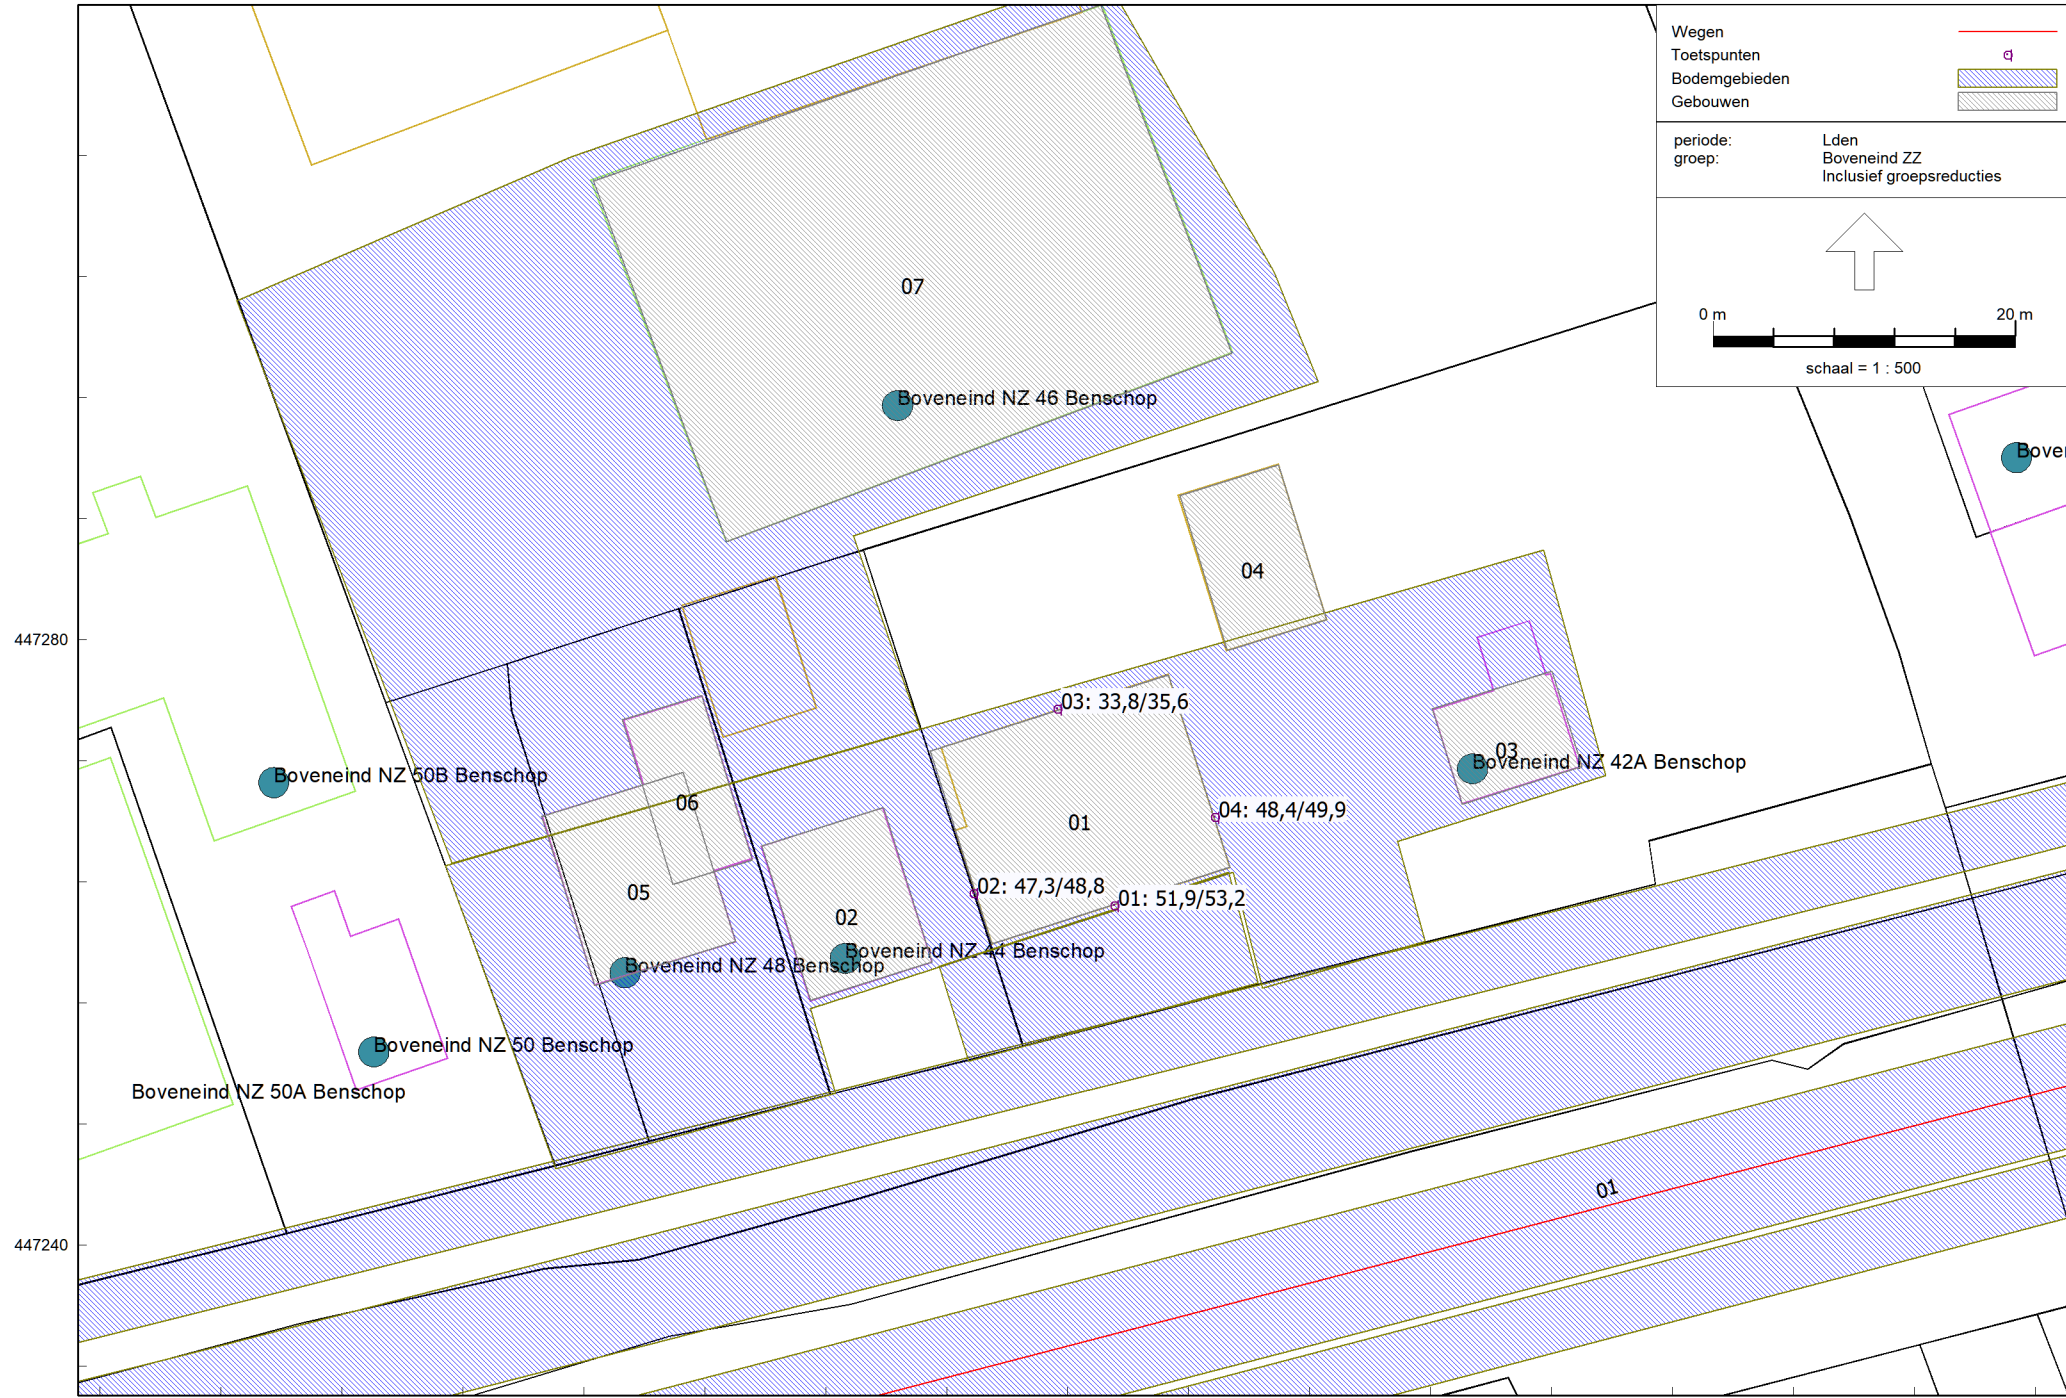 Wegen
Toetspunten
Bodemgebieden
Gebouwen
periode: Lden
groep: Boveneind ZZ
Inclusief groepsreducties
0 m 20 m
schaal = 1 : 500
07
Boveneind NZ 46 Benschop
Bover
04
447280
03: 33,8/35,6
03
Boveneind NZ 42A Benschop
Boveneind NZ 50B Benschop
06
04: 48,4/49,9
01
05
02: 47,3/48,8
01: 51,9/53,2
02
Boveneind NZ 44 Benschop
Boveneind NZ 48 Benschop
Boveneind NZ 50 Benschop
Boveneind NZ 50A Benschop
01
447240